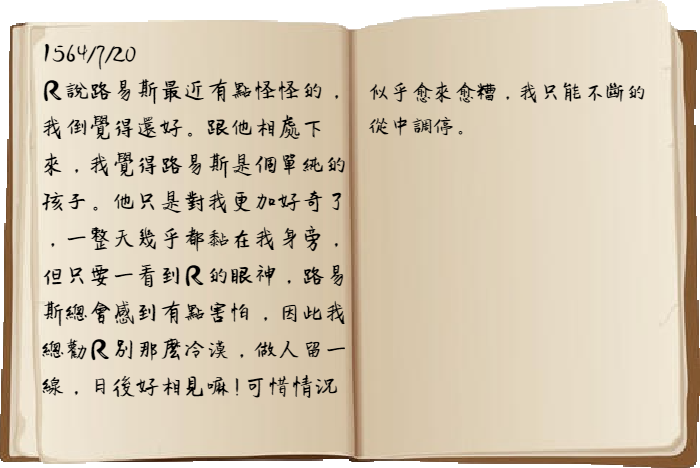 1564/7/20
R說路易斯最近有點怪怪的，
我倒覺得還好。跟他相處下
來，我覺得路易斯是個單純的
孩子。他只是對我更加好奇了
，一整天幾乎都黏在我身旁，
但只要一看到R的眼神，路易
斯總會感到有點害怕，因此我
總勸R別那麼冷漠，做人留一
線，日後好相見嘛！可惜情況
似乎愈來愈糟，我只能不斷的
從中調停。